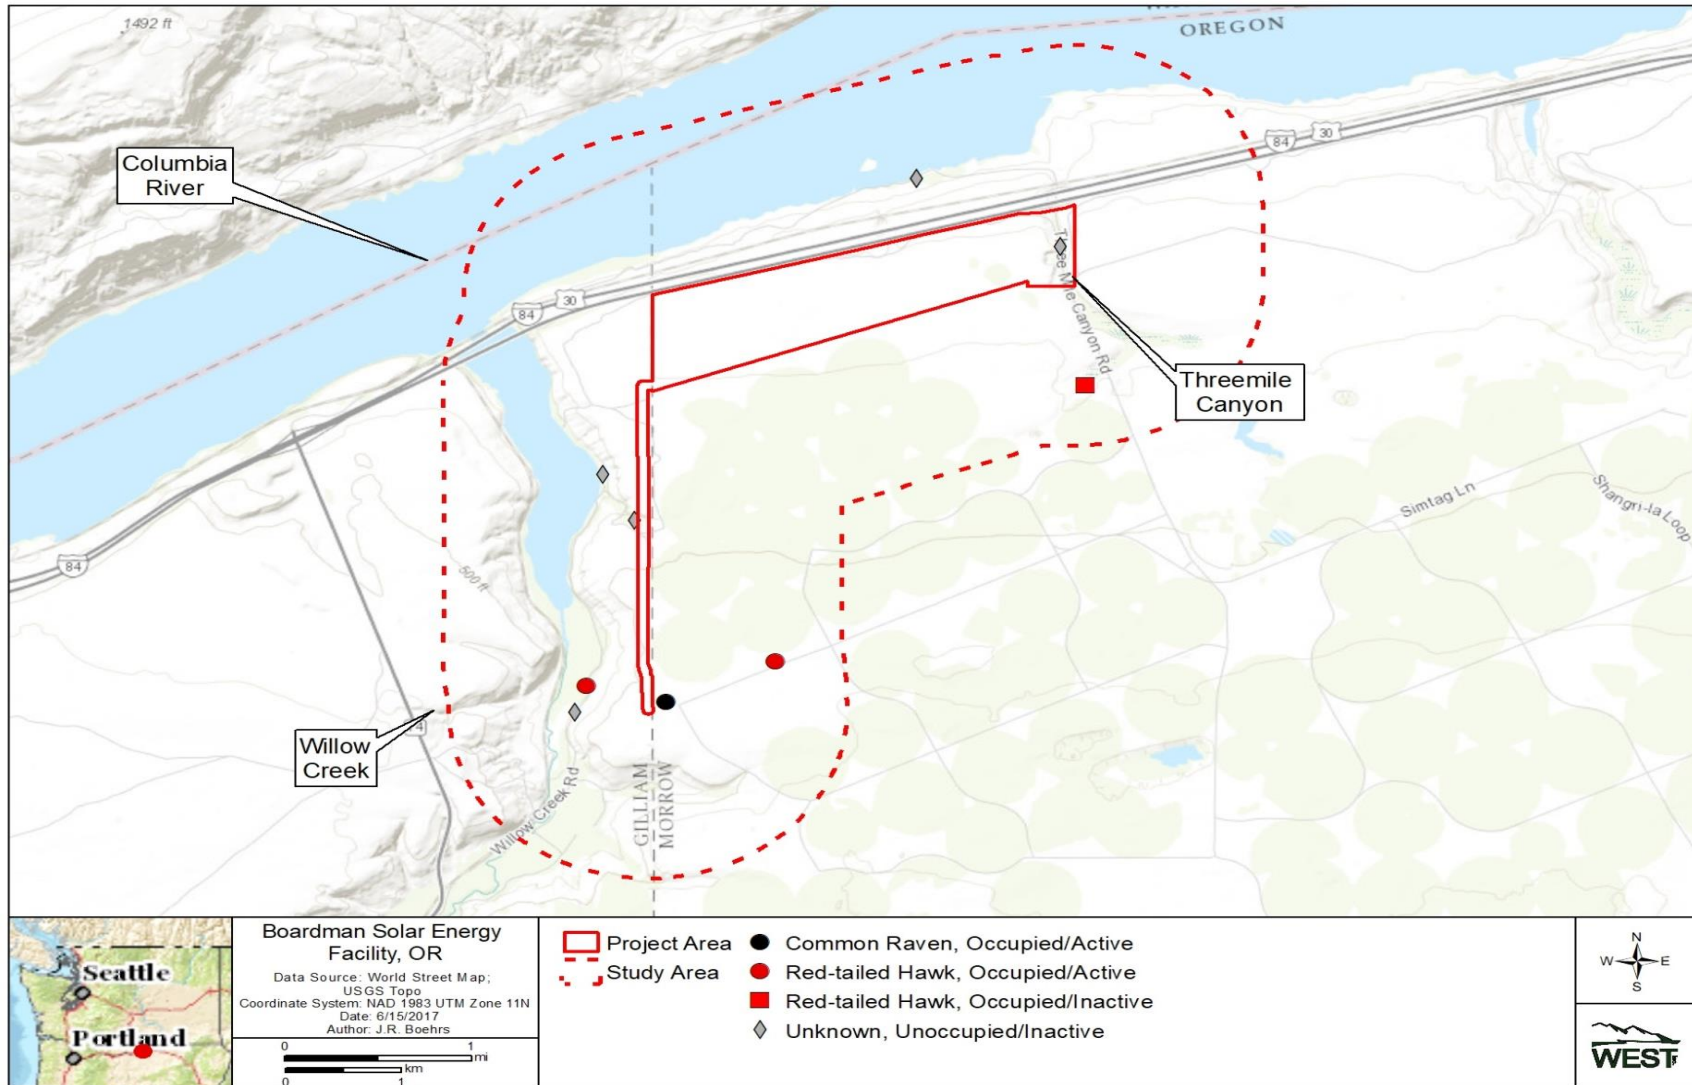 1492 ft
OREGON
Columbia
River
84
30
84
30
Three Mile Canyon Rd
Threemile
Canyon
84
500 ft
Simtag Ln
Shangri-la Loop
Willow
Creek
Willow Creek Rd
GILLIAM
MORROW
Seattle
Portland
Boardman Solar Energy
Facility, OR
Data Source: World Street Map;
USGS Topo
Coordinate System: NAD 1983 UTM Zone 11N
Date: 6/15/2017
Author: J.R. Boehrs
0 1
mi
km
0 1
Project Area
Study Area
Common Raven, Occupied/Active
Red-tailed Hawk, Occupied/Active
Red-tailed Hawk, Occupied/Inactive
Unknown, Unoccupied/Inactive
N
W E
S
WEST